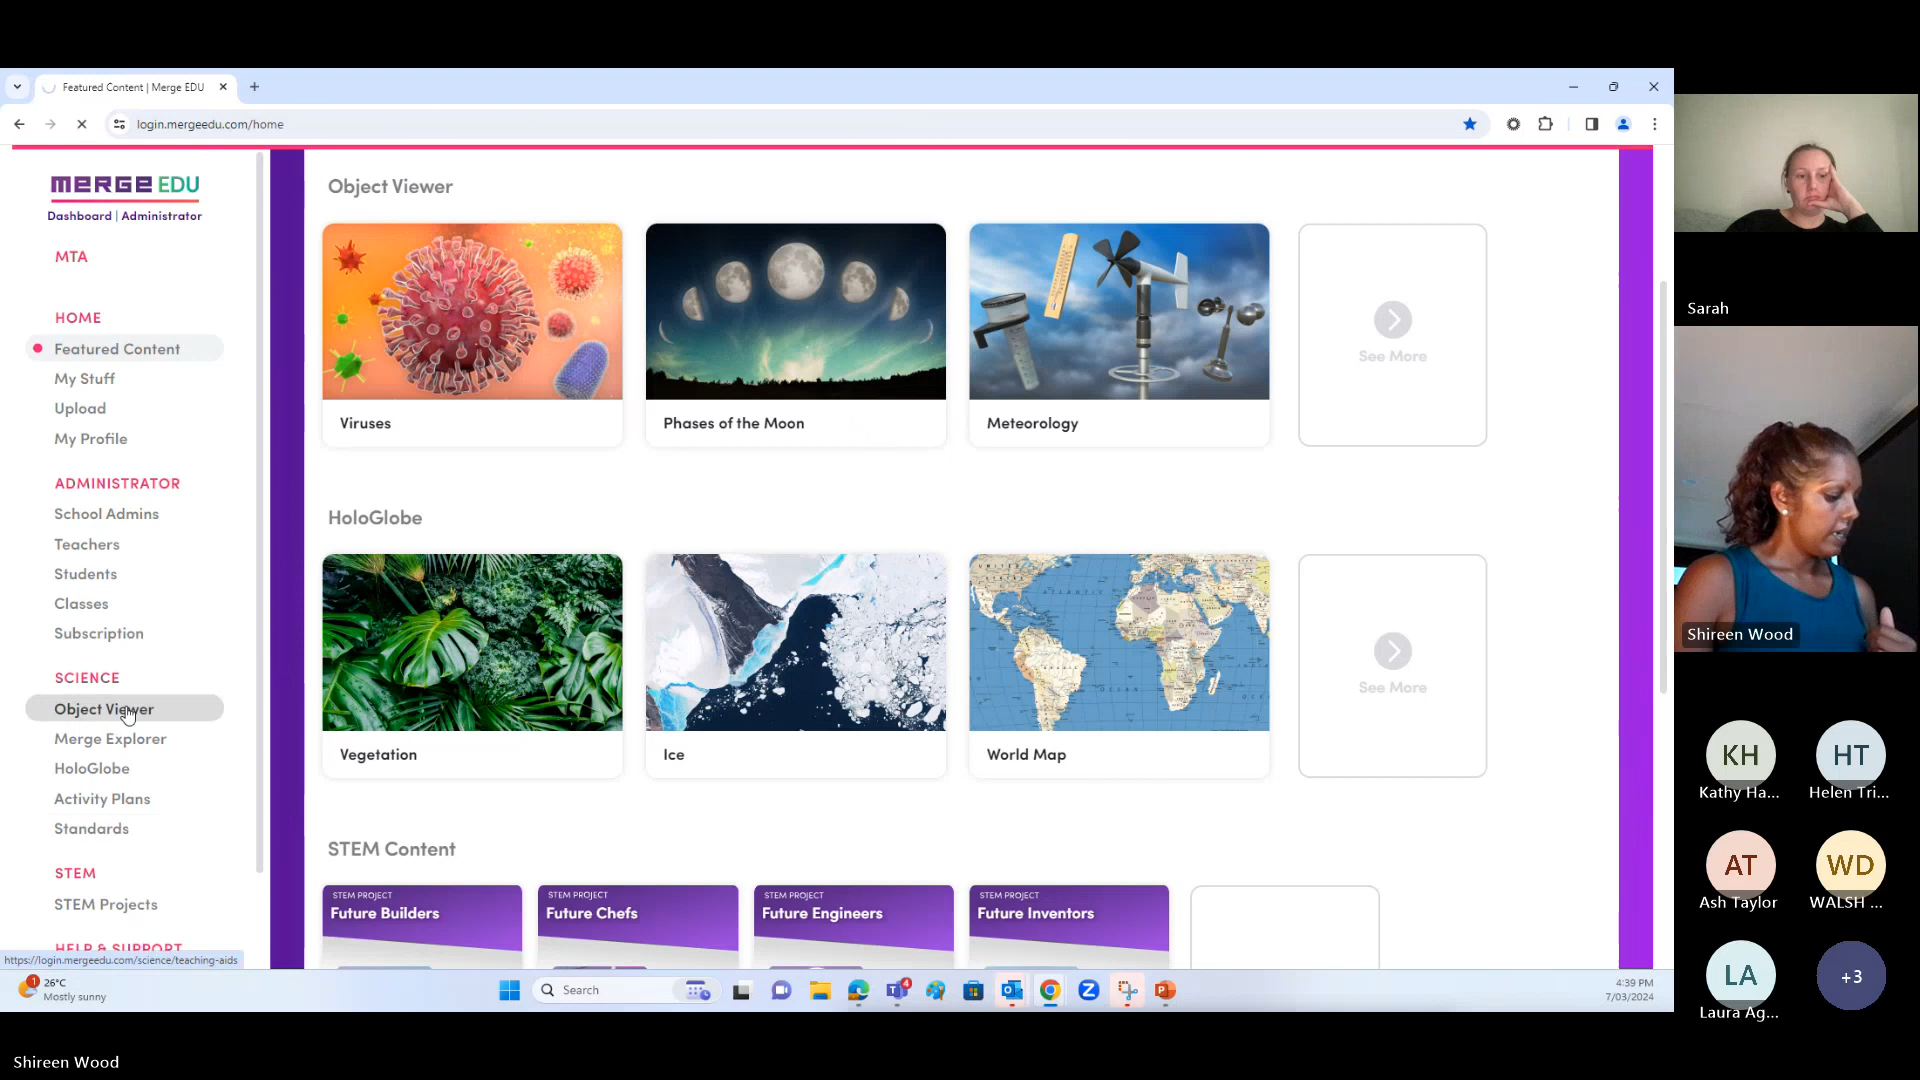 Featured Content | Merge EDU
login.mergeedu.com/home
MERGE EDU
Dashboard | Administrator
MTA
HOME
Featured Content
My Stuff
Upload
My Profile
ADMINISTRATOR
School Admins
Teachers
Students
Classes
Subscription
SCIENCE
Object Viewer
Merge Explorer
HoloGlobe
Activity Plans
Standards
STEM
STEM Projects
HELP & SUPPORT
https://login.mergeedu.com/science/teaching-aids
Object Viewer
Viruses
Phases of the Moon
Meteorology
See More
HoloGlobe
Vegetation
Ice
World Map
See More
STEM Content
STEM PROJECT
Future Builders
STEM PROJECT
Future Chefs
STEM PROJECT
Future Engineers
STEM PROJECT
Future Inventors
1
26°C
Mostly sunny
Search
4
4:39 PM
7/03/2024
Sarah
Shireen Wood
KH
Kathy Ha...
HT
Helen Tri...
AT
Ash Taylor
WD
WALSH ...
LA
Laura Ag...
+3
Shireen Wood